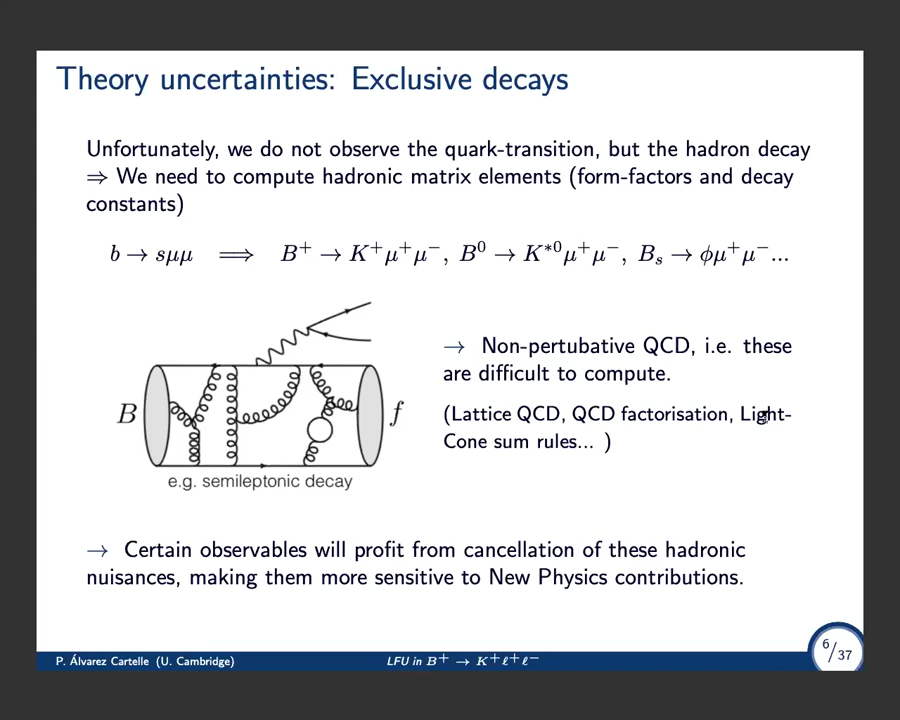 Theory uncertainties: Exclusive decays
Unfortunately, we do not observe the quark-transition, but the hadron decay
⇒ We need to compute hadronic matrix elements (form-factors and decay
constants)
b → sμμ ⟹ B⁺ → K⁺μ⁺μ⁻, B⁰ → K*⁰μ⁺μ⁻, Bₛ → ϕμ⁺μ⁻...
→ Non-pertubative QCD, i.e. these
are difficult to compute.
(Lattice QCD, QCD factorisation, Light-
Cone sum rules... )
B
f
e.g. semileptonic decay
→ Certain observables will profit from cancellation of these hadronic
nuisances, making them more sensitive to New Physics contributions.
P. Álvarez Cartelle (U. Cambridge)
LFU in B⁺ → K⁺ℓ⁺ℓ⁻
6/37